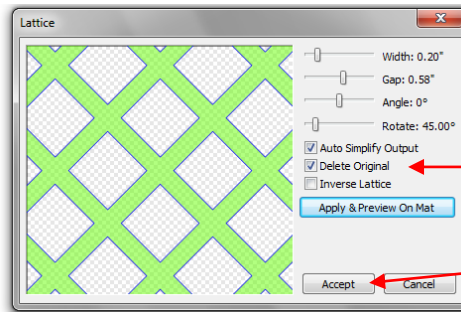 Lattice
Width: 0.20"
Gap: 0.58"
Angle: 0°
Rotate: 45.00°
Auto Simplify Output
Delete Original
Inverse Lattice
Apply & Preview On Mat
Accept
Cancel